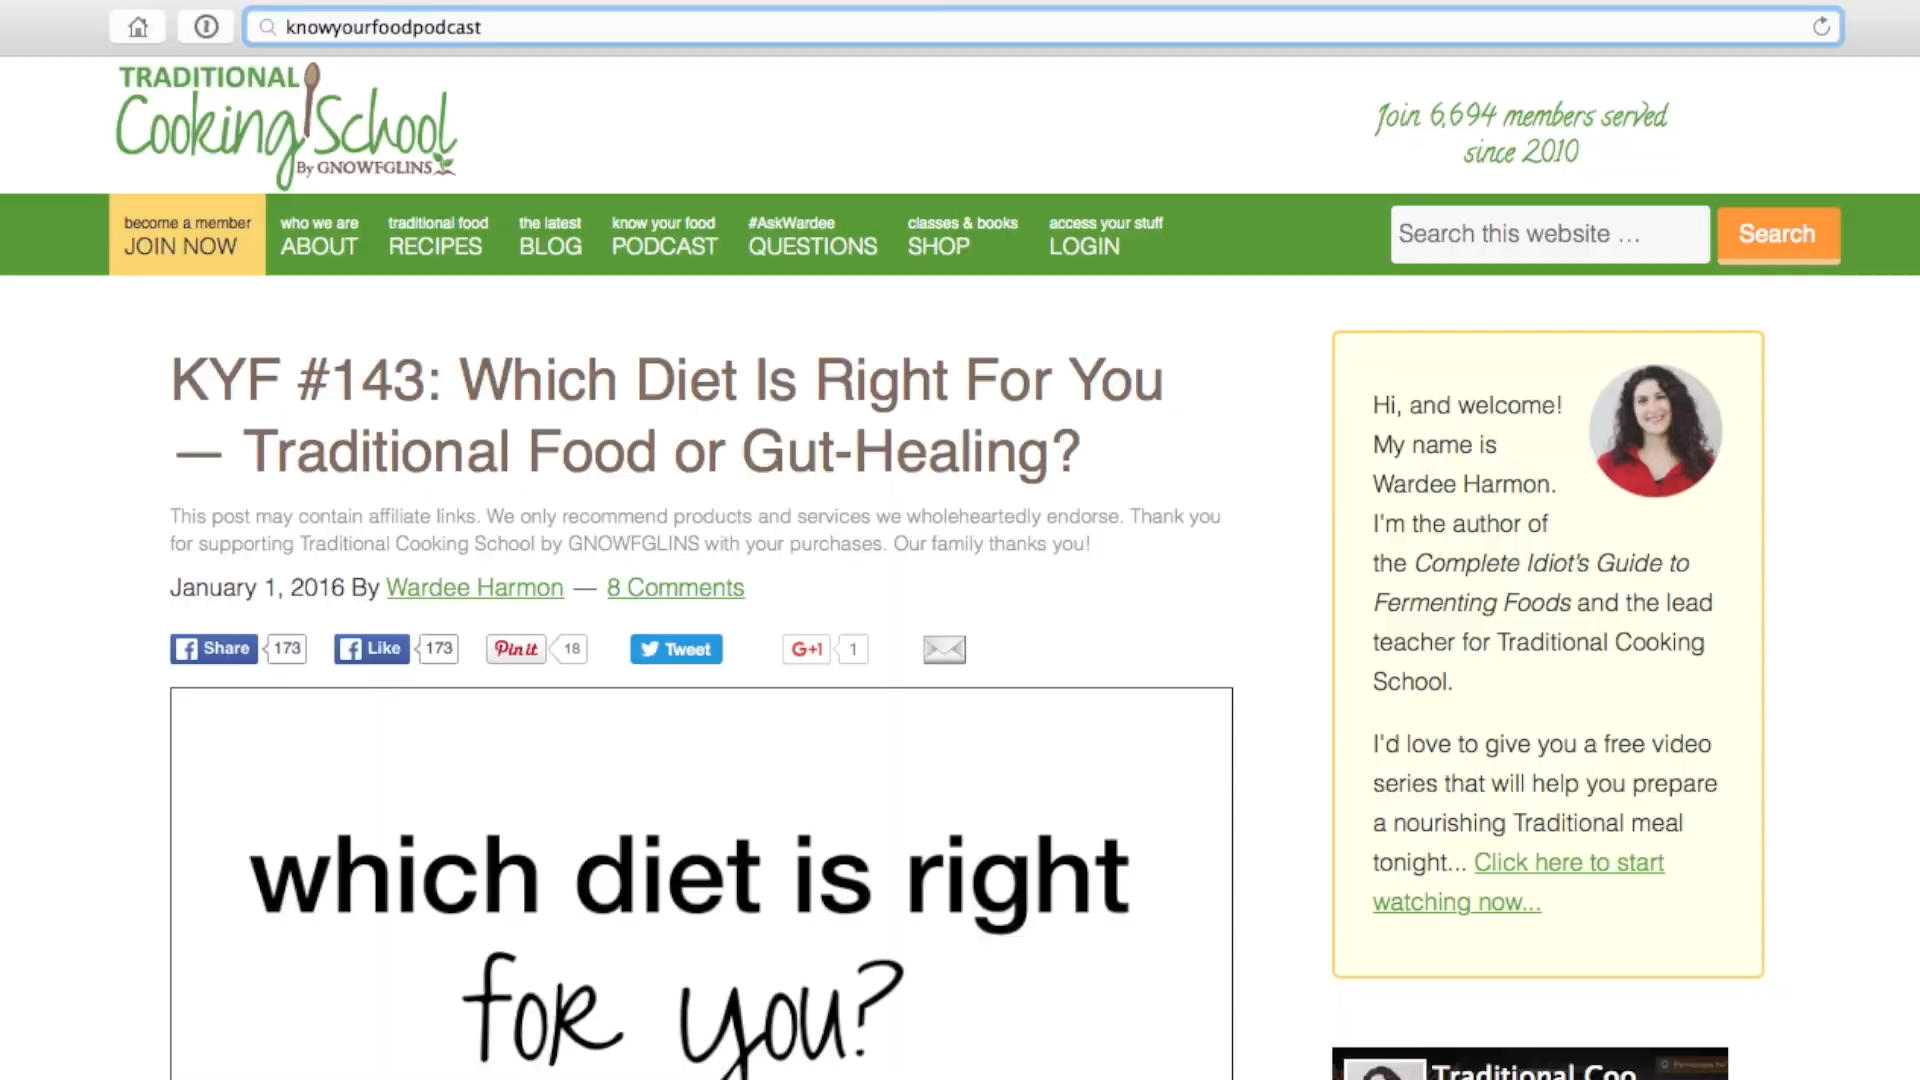 knowyourfoodpodcast
TRADITIONAL
Cooking School
By GNOWFGLINS
Join 6,694 members served
since 2010
become a member
JOIN NOW
who we are
ABOUT
traditional food
RECIPES
the latest
BLOG
know your food
PODCAST
#AskWardee
QUESTIONS
classes & books
SHOP
access your stuff
LOGIN
Search this website ...
Search
KYF #143: Which Diet Is Right For You
— Traditional Food or Gut-Healing?
This post may contain affiliate links. We only recommend products and services we wholeheartedly endorse. Thank you
for supporting Traditional Cooking School by GNOWFGLINS with your purchases. Our family thanks you!
January 1, 2016 By Wardee Harmon — 8 Comments
Share 173 Like 173 Pin it 18 Tweet G+1 1
which diet is right
for you?
Hi, and welcome!
My name is
Wardee Harmon.
I'm the author of
the Complete Idiot's Guide to
Fermenting Foods and the lead
teacher for Traditional Cooking
School.
I'd love to give you a free video
series that will help you prepare
a nourishing Traditional meal
tonight... Click here to start
watching now...
Traditional Coo